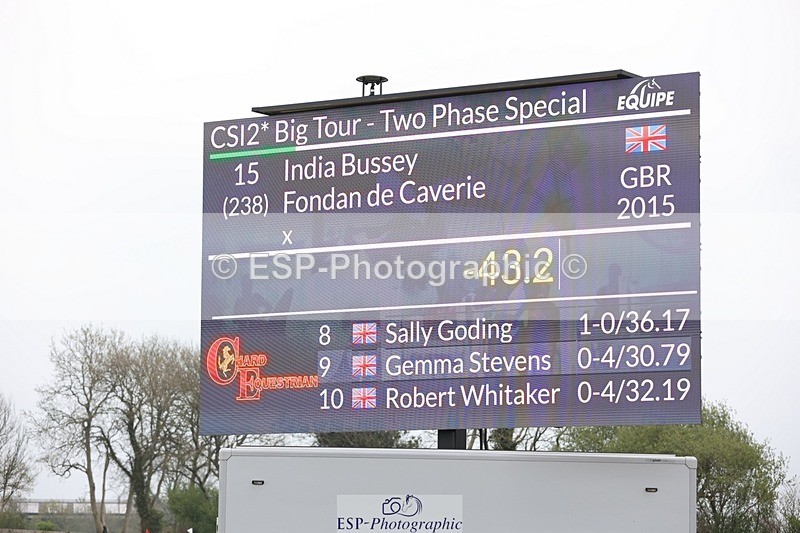 CSI2* Big Tour - Two Phase Special
EQUIPE
15 India Bussey
(238) Fondan de Caverie
GBR
2015
x
-43.2
© ESP-Photographic ©
CHARD
EQUESTRIAN
8 Sally Goding 1-0/36.17
9 Gemma Stevens 0-4/30.79
10 Robert Whitaker 0-4/32.19
ESP-Photographic